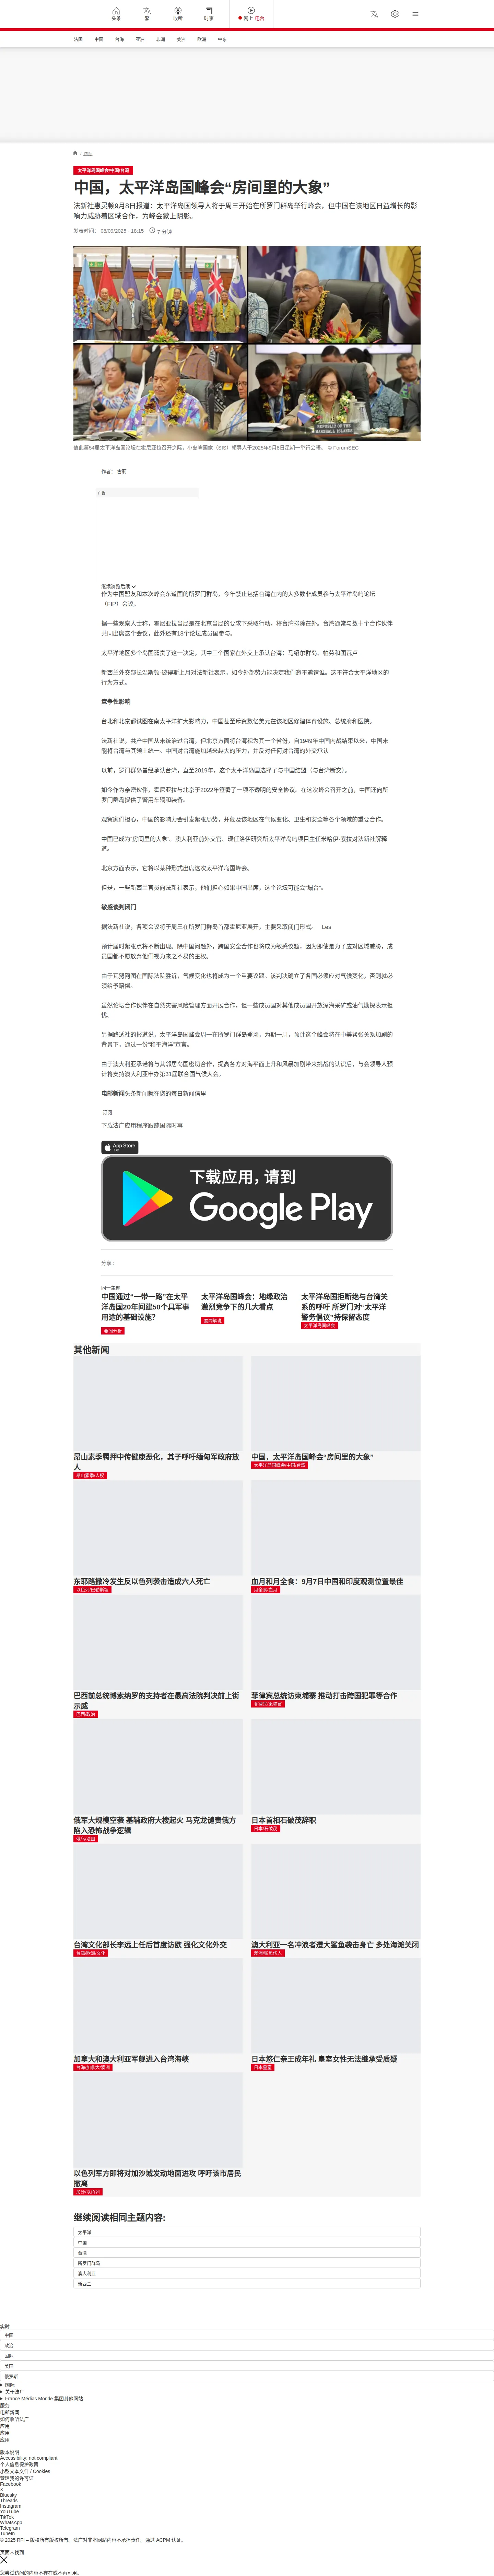 头条
繁
收听
时事
网上 电台
法国
中国
台海
亚洲
非洲
美洲
欧洲
中东
/ 国际
太平洋岛国峰会/中国/台湾
中国，太平洋岛国峰会“房间里的大象”
法新社惠灵顿9月8日报道：太平洋岛国领导人将于周三开始在所罗门群岛举行峰会，但中国在该地区日益增长的影
响力威胁着区域合作，为峰会蒙上阴影。
发表时间： 08/09/2025 - 16:15
7 分钟
REPUBLIC OF THE
MARSHALL ISLANDS
值此第54届太平洋岛国论坛在霍尼亚拉召开之际，小岛屿国家（SIS）领导人于2025年9月8日星期一举行会晤。 © ForumSEC
作者： 古莉
广告
继续浏览后续
作为中国盟友和本次峰会东道国的所罗门群岛，今年禁止包括台湾在内的大多数非成员参与太平洋岛屿论坛
（FIP）会议。
据一些观察人士称，霍尼亚拉当局是在北京当局的要求下采取行动，将台湾排除在外。台湾通常与数十个合作伙伴
共同出席这个会议，此外还有18个论坛成员国参与。
太平洋地区多个岛国谴责了这一决定，其中三个国家在外交上承认台湾：马绍尔群岛、帕劳和图瓦卢
新西兰外交部长温斯顿·彼得斯上月对法新社表示，如今外部势力能决定我们邀不邀请谁。这不符合太平洋地区的
行为方式。
竞争性影响
台北和北京都试图在南太平洋扩大影响力，中国甚至斥资数亿美元在该地区修建体育设施、总统府和医院。
法新社说，共产中国从未统治过台湾，但北京方面将台湾视为其一个省份，自1949年中国内战结束以来，中国未
能将台湾与其领土统一。中国对台湾施加越来越大的压力，并反对任何对台湾的外交承认
以前，罗门群岛曾经承认台湾，直至2019年，这个太平洋岛国选择了与中国结盟（与台湾断交）。
如今作为亲密伙伴，霍尼亚拉与北京于2022年签署了一项不透明的安全协议。在这次峰会召开之前，中国还向所
罗门群岛提供了警用车辆和装备。
观察家们担心，中国的影响力会引发紧张局势，并危及该地区在气候变化、卫生和安全等各个领域的重要合作。
中国已成为“房间里的大象”，澳大利亚前外交官、现任洛伊研究所太平洋岛屿项目主任米哈伊·索拉对法新社解释
道。
北京方面表示，它将以某种形式出席这次太平洋岛国峰会。
但是，一些新西兰官员向法新社表示，他们担心如果中国出席，这个论坛可能会“塌台”。
敏感谈判闭门
据法新社说，各项会议将于周三在所罗门群岛首都霍尼亚展开，主要采取闭门形式。 Les
预计届时紧张点将不断出现。除中国问题外，跨国安全合作也将成为敏感议题，因为即使是为了应对区域威胁，成
员国都不愿放弃他们视为来之不易的主权。
由于瓦努阿图在国际法院胜诉，气候变化也将成为一个重要议题。该判决确立了各国必须应对气候变化，否则就必
须给予赔偿。
虽然论坛合作伙伴在自然灾害风险管理方面开展合作，但一些成员国对其他成员国开放深海采矿或油气勘探表示担
忧。
另据路透社的报道说，太平洋岛国峰会周一在所罗门群岛登场，为期一周，预计这个峰会将在中美紧张关系加剧的
背景下，通过一份“和平海洋”宣言。
由于澳大利亚承诺将与其邻居岛国密切合作，提高各方对海平面上升和风暴加剧带来挑战的认识后，与会领导人预
计将支持澳大利亚申办第31届联合国气候大会。
电邮新闻头条新闻就在您的每日新闻信里
订阅
下载法广应用程序跟踪国际时事
App Store
下载应用，请到
Google Play
分享 :
同一主题
中国通过“一带一路”在太平
洋岛国20年间建50个具军事
用途的基础设施?
要闻分析
太平洋岛国峰会：地缘政治
激烈竞争下的几大看点
要闻解说
太平洋岛国拒断绝与台湾关
系的呼吁 所罗门对“太平洋
警务倡议”持保留态度
太平洋岛国峰会
其他新闻
昂山素季羁押中传健康恶化，其子呼吁缅甸军政府放
人
昂山素季/人权
中国，太平洋岛国峰会“房间里的大象”
太平洋岛国峰会/中国/台湾
东耶路撒冷发生反以色列袭击造成六人死亡
以色列/巴勒斯坦
血月和月全食：9月7日中国和印度观测位置最佳
月全食/血月
巴西前总统博索纳罗的支持者在最高法院判决前上街
示威
巴西/政治
菲律宾总统访柬埔寨 推动打击跨国犯罪等合作
菲律宾/柬埔寨
俄军大规模空袭 基辅政府大楼起火 马克龙谴责俄方
陷入恐怖战争逻辑
俄乌/法国
日本首相石破茂辞职
日本/石破茂
台湾文化部长李远上任后首度访欧 强化文化外交
台湾/欧洲/文化
澳大利亚一名冲浪者遭大鲨鱼袭击身亡 多处海滩关闭
澳洲/鲨鱼伤人
加拿大和澳大利亚军舰进入台湾海峡
台海/加拿大/澳洲
日本悠仁亲王成年礼 皇室女性无法继承受质疑
日本皇室
以色列军方即将对加沙城发动地面进攻 呼吁该市居民
撤离
加沙/以色列
继续阅读相同主题内容:
太平洋
中国
台湾
所罗门群岛
澳大利亚
新西兰
实时
中国
政治
国际
美国
俄罗斯
国际
关于法广
France Médias Monde 集团其他网站
服务
电邮新闻
如何收听法广
应用
应用
应用
版本说明
Accessibility: not compliant
个人信息保护政策
小型文本文件 / Cookies
管理我的许可证
Facebook
X
Bluesky
Threads
Instagram
YouTube
TikTok
WhatsApp
Telegram
TuneIn
© 2025 RFI – 版权所有版权所有。法广对非本网站内容不承担责任。通过 ACPM 认证。
页面未找到
您尝试访问的内容不存在或不再可用。